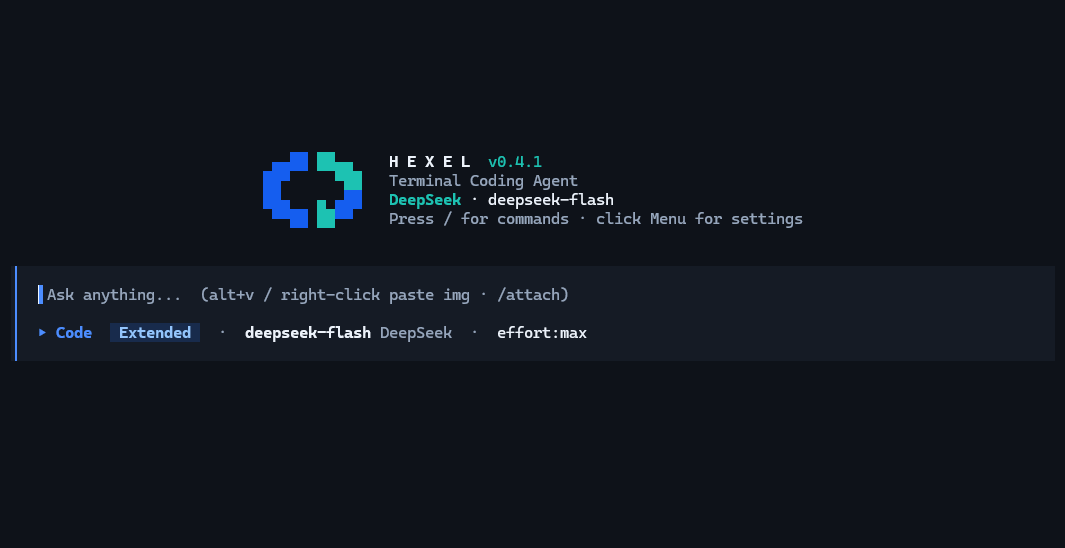 H E X E L v0.4.1
Terminal Coding Agent
DeepSeek · deepseek-flash
Press / for commands · click Menu for settings
Ask anything... (alt+v / right-click paste img · /attach)
▸ Code Extended · deepseek-flash DeepSeek · effort:max